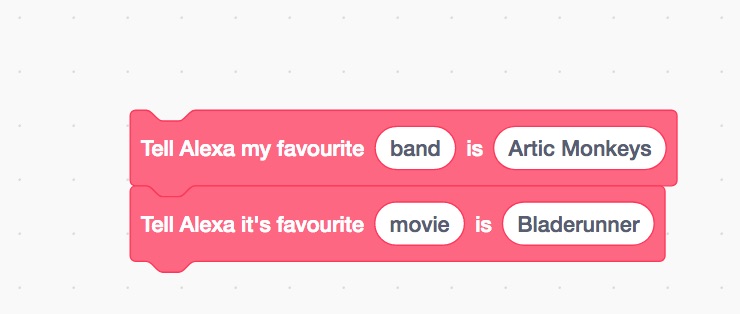 Tell Alexa my favourite band is Artic Monkeys
Tell Alexa it's favourite movie is Bladerunner